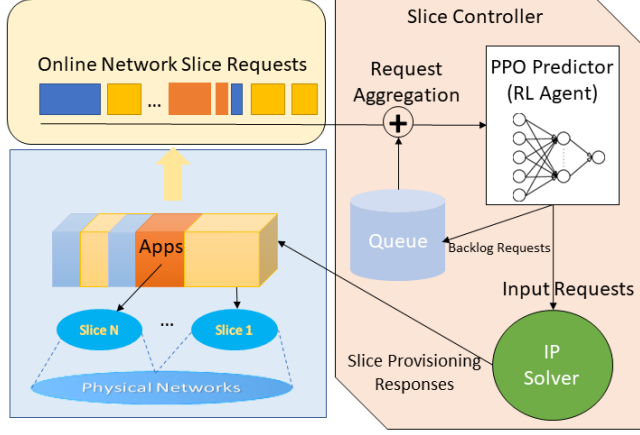 Slice Controller
Online Network Slice Requests
...
Request
Aggregation
+
PPO Predictor
(RL Agent)
Queue
Backlog Requests
Apps
Input Requests
Slice N
...
Slice 1
IP
Solver
Slice Provisioning
Responses
Physical Networks